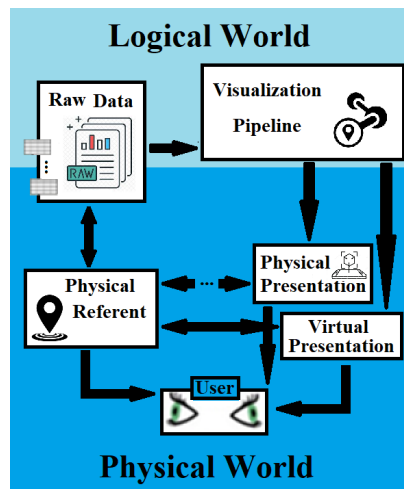 Logical World
Raw Data
RAW
Visualization
Pipeline
Physical
Referent
...
Physical
Presentation
Virtual
Presentation
User
Physical World